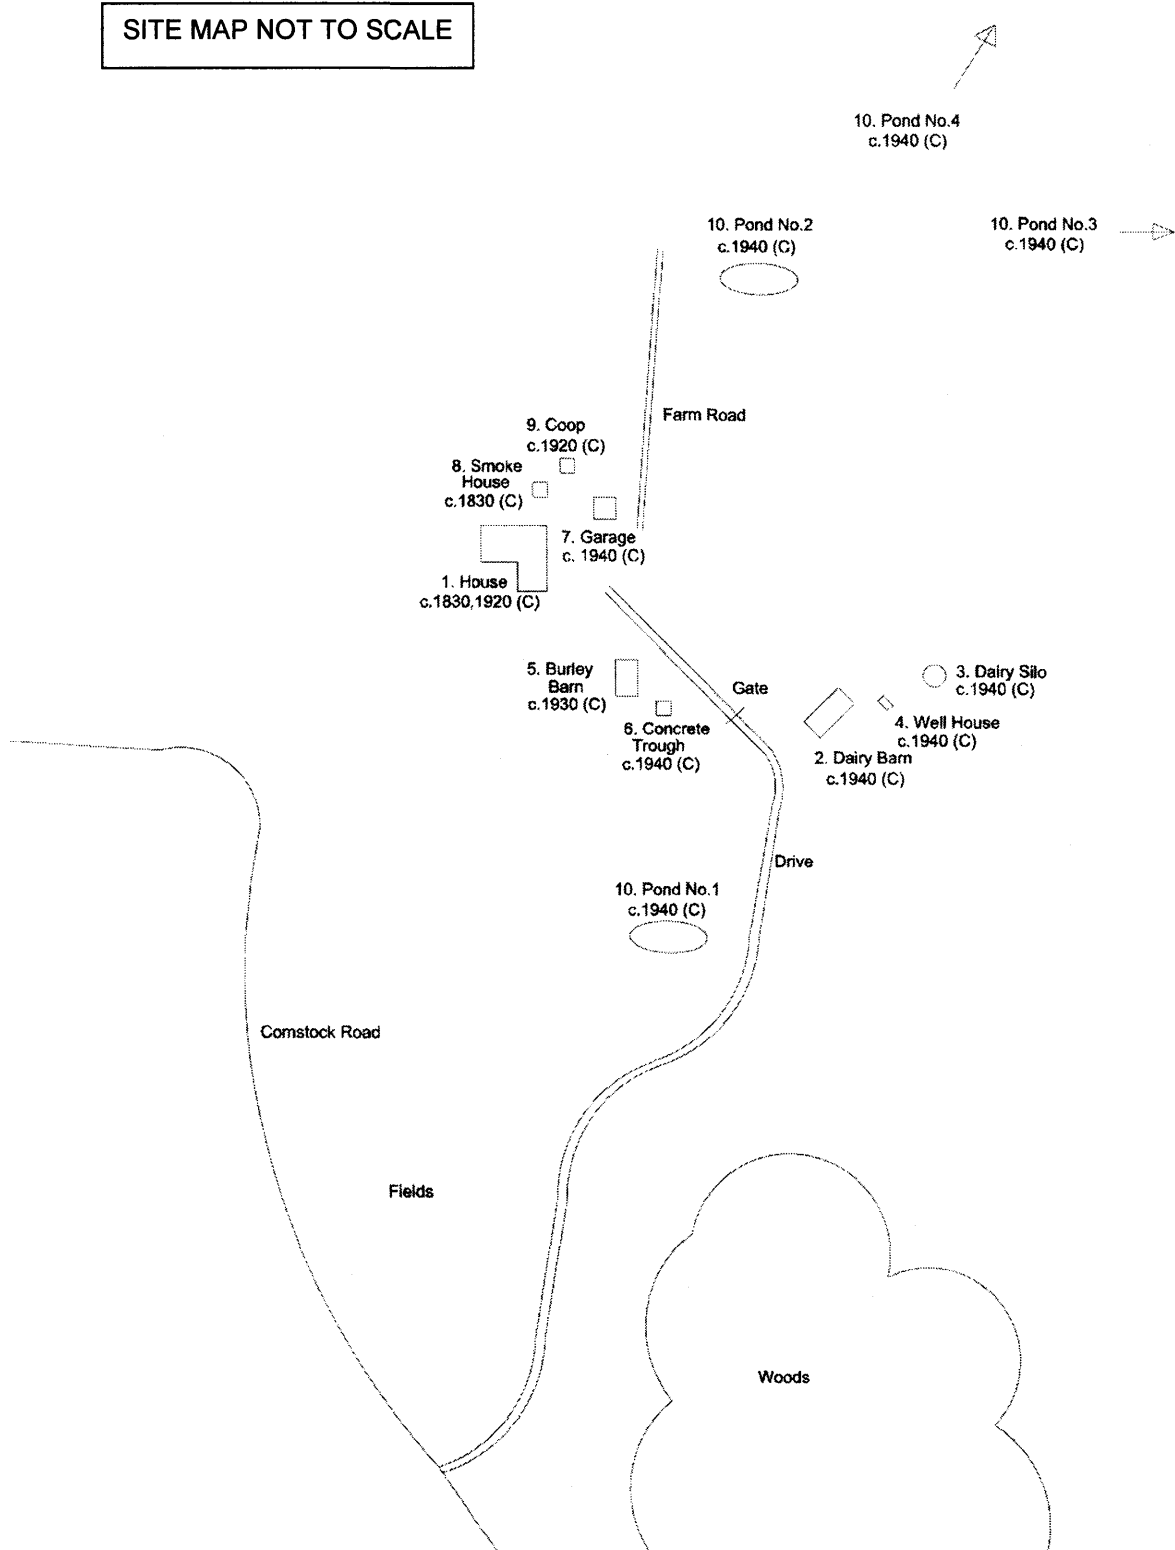 SITE MAP NOT TO SCALE
10. Pond No.4
c.1940 (C)
10. Pond No.2
c.1940 (C)
10. Pond No.3
c.1940 (C)
Farm Road
9. Coop
c.1920 (C)
8. Smoke
House
c.1830 (C)
7. Garage
c. 1940 (C)
1. House
c.1830,1920 (C)
5. Burley
Barn
c.1930 (C)
Gate
3. Dairy Silo
c.1940 (C)
6. Concrete
Trough
c.1940 (C)
4. Well House
c.1940 (C)
2. Dairy Barn
c.1940 (C)
Drive
10. Pond No.1
c.1940 (C)
Comstock Road
Fields
Woods